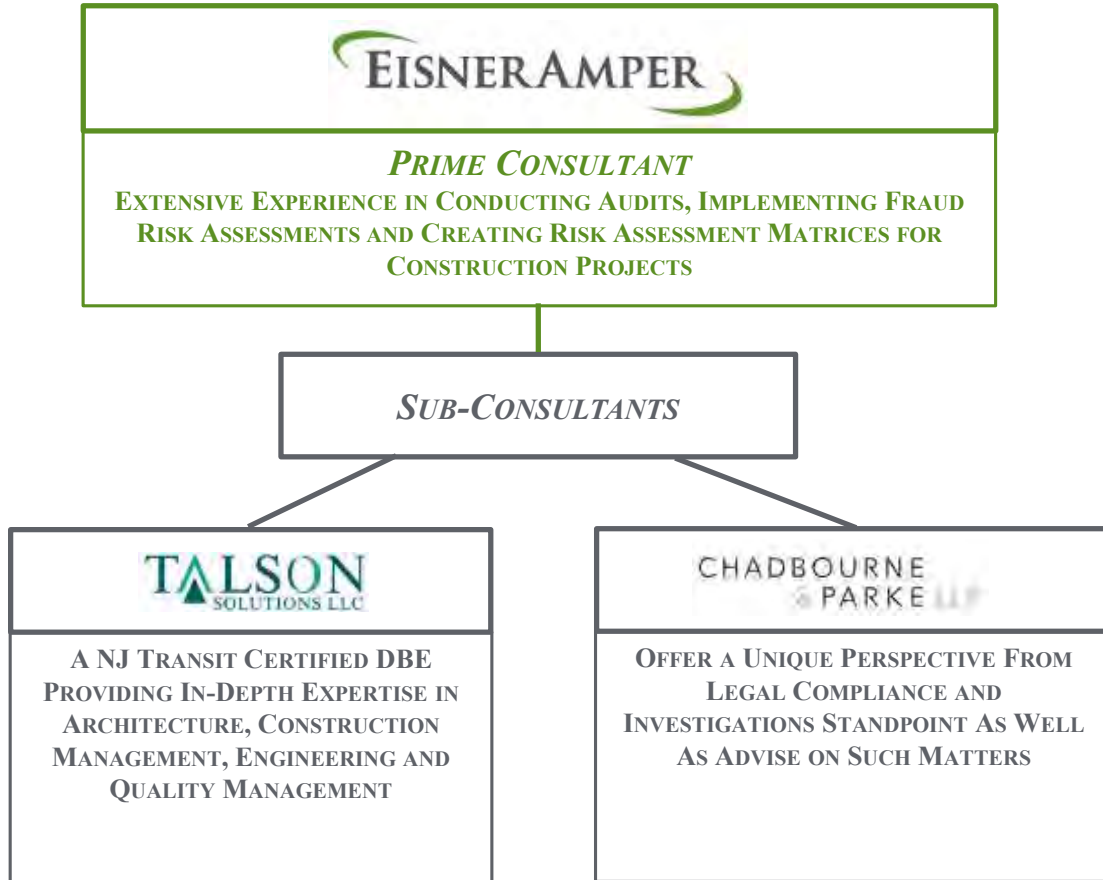 EISNERAMPER
PRIME CONSULTANT
EXTENSIVE EXPERIENCE IN CONDUCTING AUDITS, IMPLEMENTING FRAUD
RISK ASSESSMENTS AND CREATING RISK ASSESSMENT MATRICES FOR
CONSTRUCTION PROJECTS
SUB-CONSULTANTS
TALSON
SOLUTIONS LLC
A NJ TRANSIT CERTIFIED DBE
PROVIDING IN-DEPTH EXPERTISE IN
ARCHITECTURE, CONSTRUCTION
MANAGEMENT, ENGINEERING AND
QUALITY MANAGEMENT
CHADBOURNE
& PARKE LLP
OFFER A UNIQUE PERSPECTIVE FROM
LEGAL COMPLIANCE AND
INVESTIGATIONS STANDPOINT AS WELL
AS ADVISE ON SUCH MATTERS